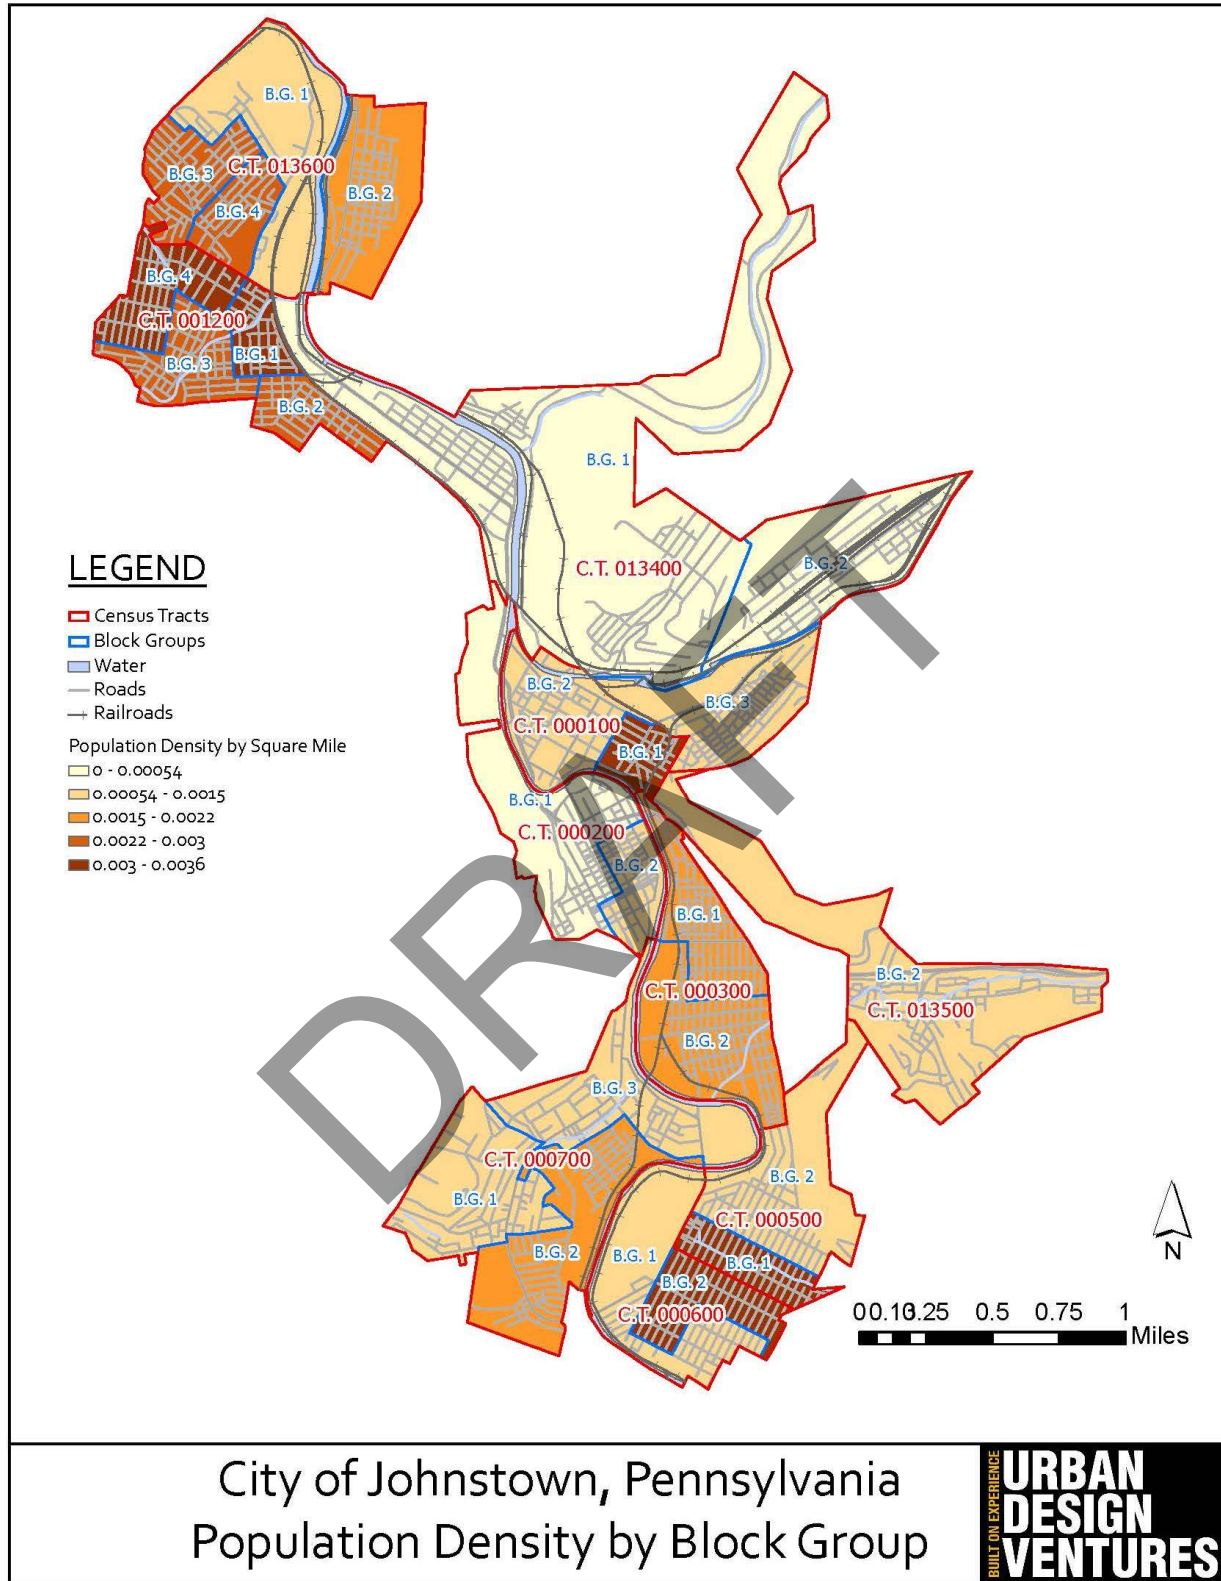 B.G. 1
C.T. 013600
B.G. 3
B.G. 2
B.G. 4
B.G. 4
C.T. 001200
B.G. 3
B.G. 1
B.G. 2
B.G. 1
B.G. 2
C.T. 013400
LEGEND
Census Tracts
Block Groups
Water
Roads
Railroads
Population Density by Square Mile
0 - 0.00054
0.00054 - 0.0015
0.0015 - 0.0022
0.0022 - 0.003
0.003 - 0.0036
B.G. 2
B.G. 3
C.T. 000100
B.G. 1
B.G. 1
C.T. 000200
B.G. 2
B.G. 1
B.G. 2
C.T. 000300
C.T. 013500
B.G. 2
B.G. 3
C.T. 000700
B.G. 1
B.G. 2
B.G. 2
C.T. 000500
B.G. 1
B.G. 1
B.G. 2
C.T. 000600
DRAFT
N
0 0.13.25 0.5 0.75 1
Miles
City of Johnstown, Pennsylvania
Population Density by Block Group
BUILT ON EXPERIENCE
URBAN
DESIGN
VENTURES